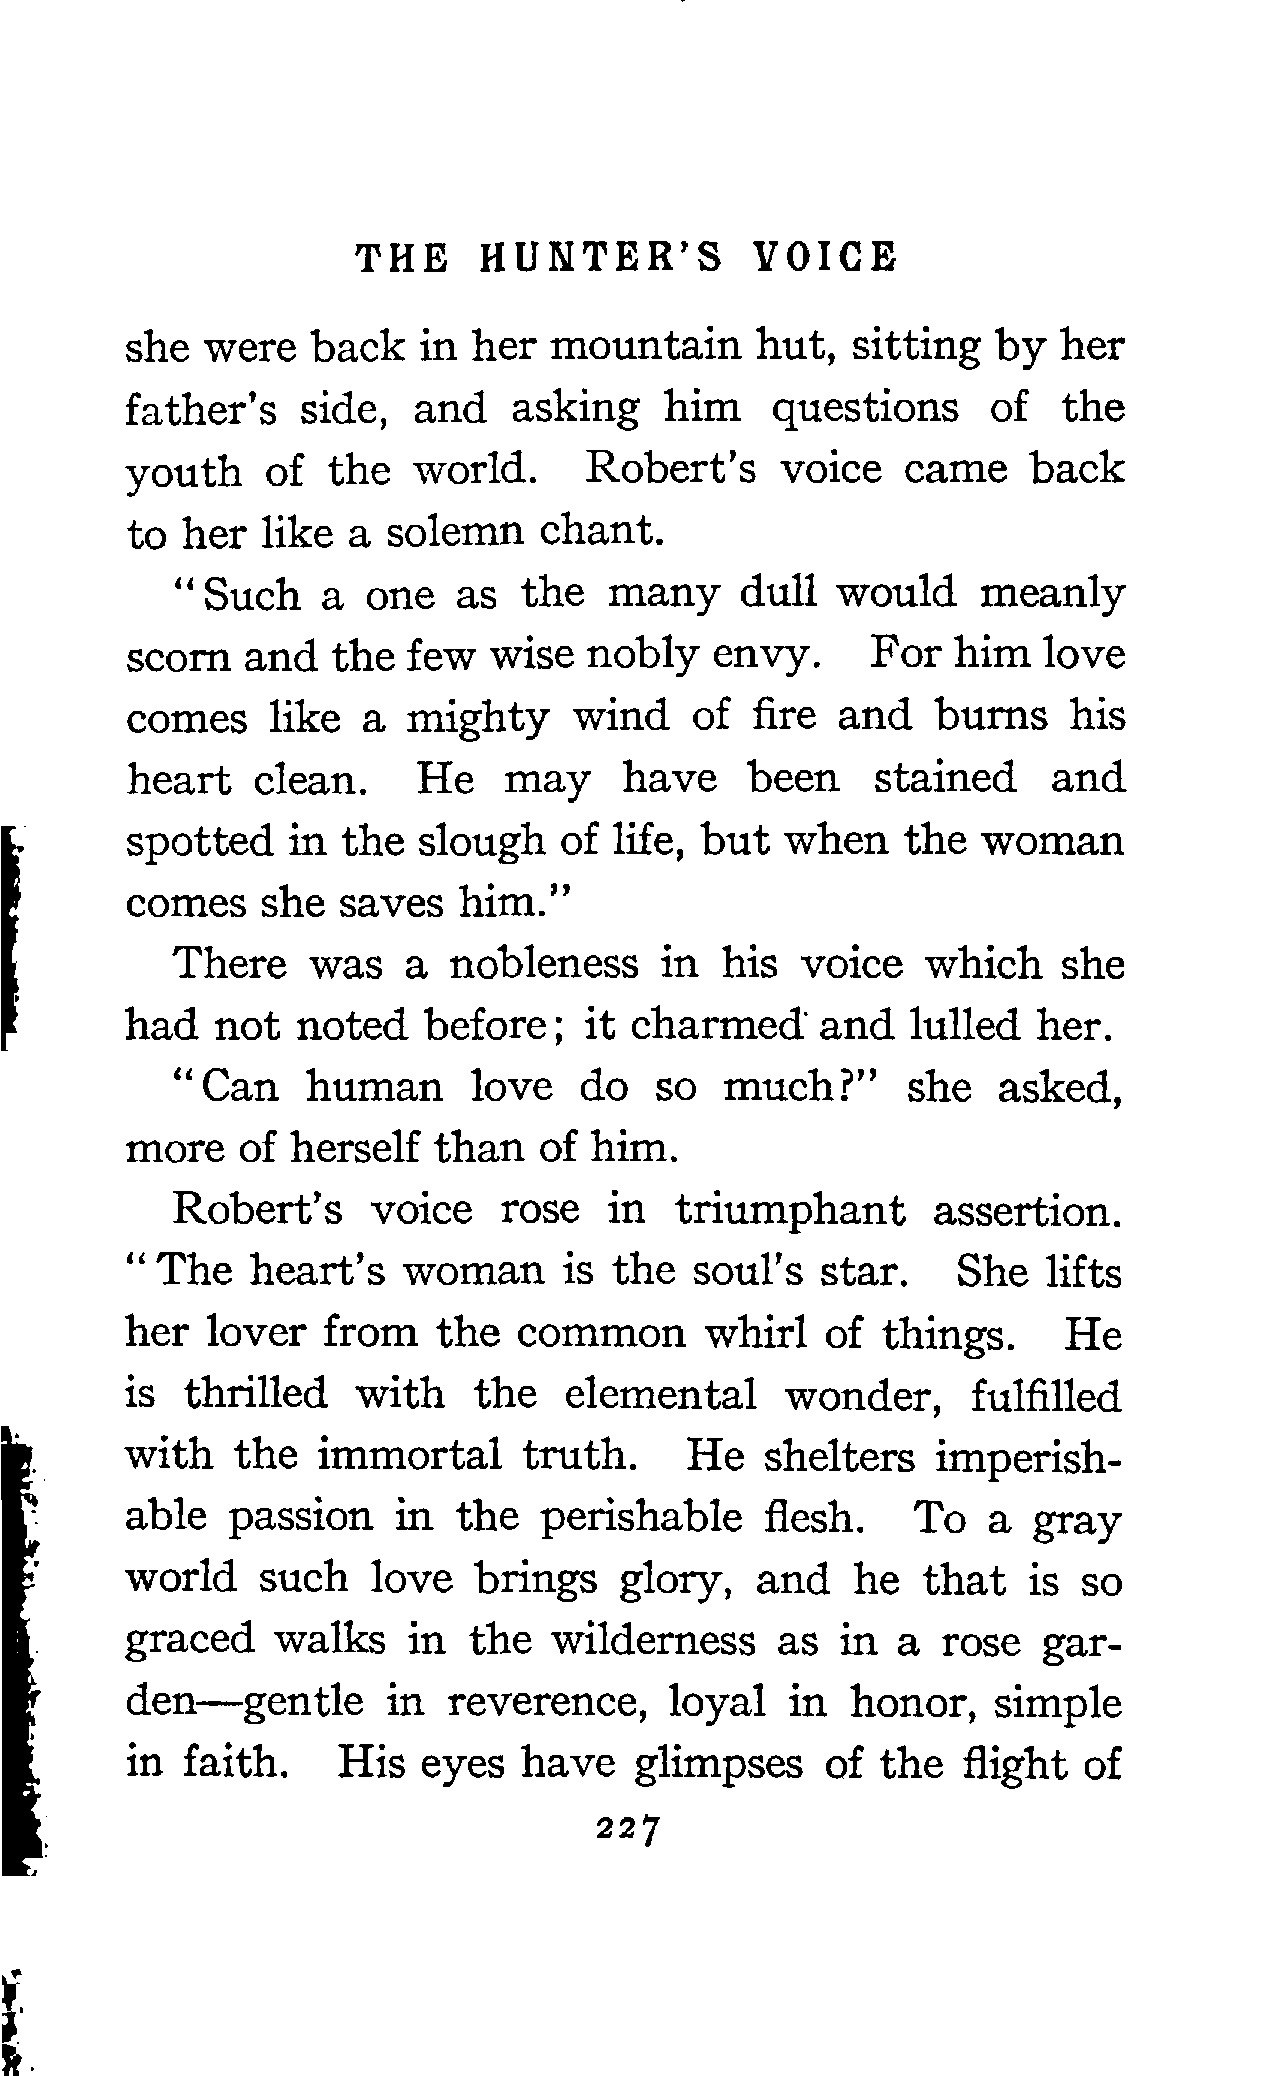 THE HUNTER'S VOICE
she were back in her mountain hut, sitting by her
father's side, and asking him questions of the
youth of the world. Robert's voice came back
to her like a solemn chant.
"Such a one as the many dull would meanly
scorn and the few wise nobly envy. For him love
comes like a mighty wind of fire and burns his
heart clean. He may have been stained and
spotted in the slough of life, but when the woman
comes she saves him."
There was a nobleness in his voice which she
had not noted before; it charmed and lulled her.
"Can human love do so much?" she asked,
more of herself than of him.
Robert's voice rose in triumphant assertion.
"The heart's woman is the soul's star. She lifts
her lover from the common whirl of things. He
is thrilled with the elemental wonder, fulfilled
with the immortal truth. He shelters imperish-
able passion in the perishable flesh. To a gray
world such love brings glory, and he that is so
graced walks in the wilderness as in a rose gar-
den—gentle in reverence, loyal in honor, simple
in faith. His eyes have glimpses of the flight of
227